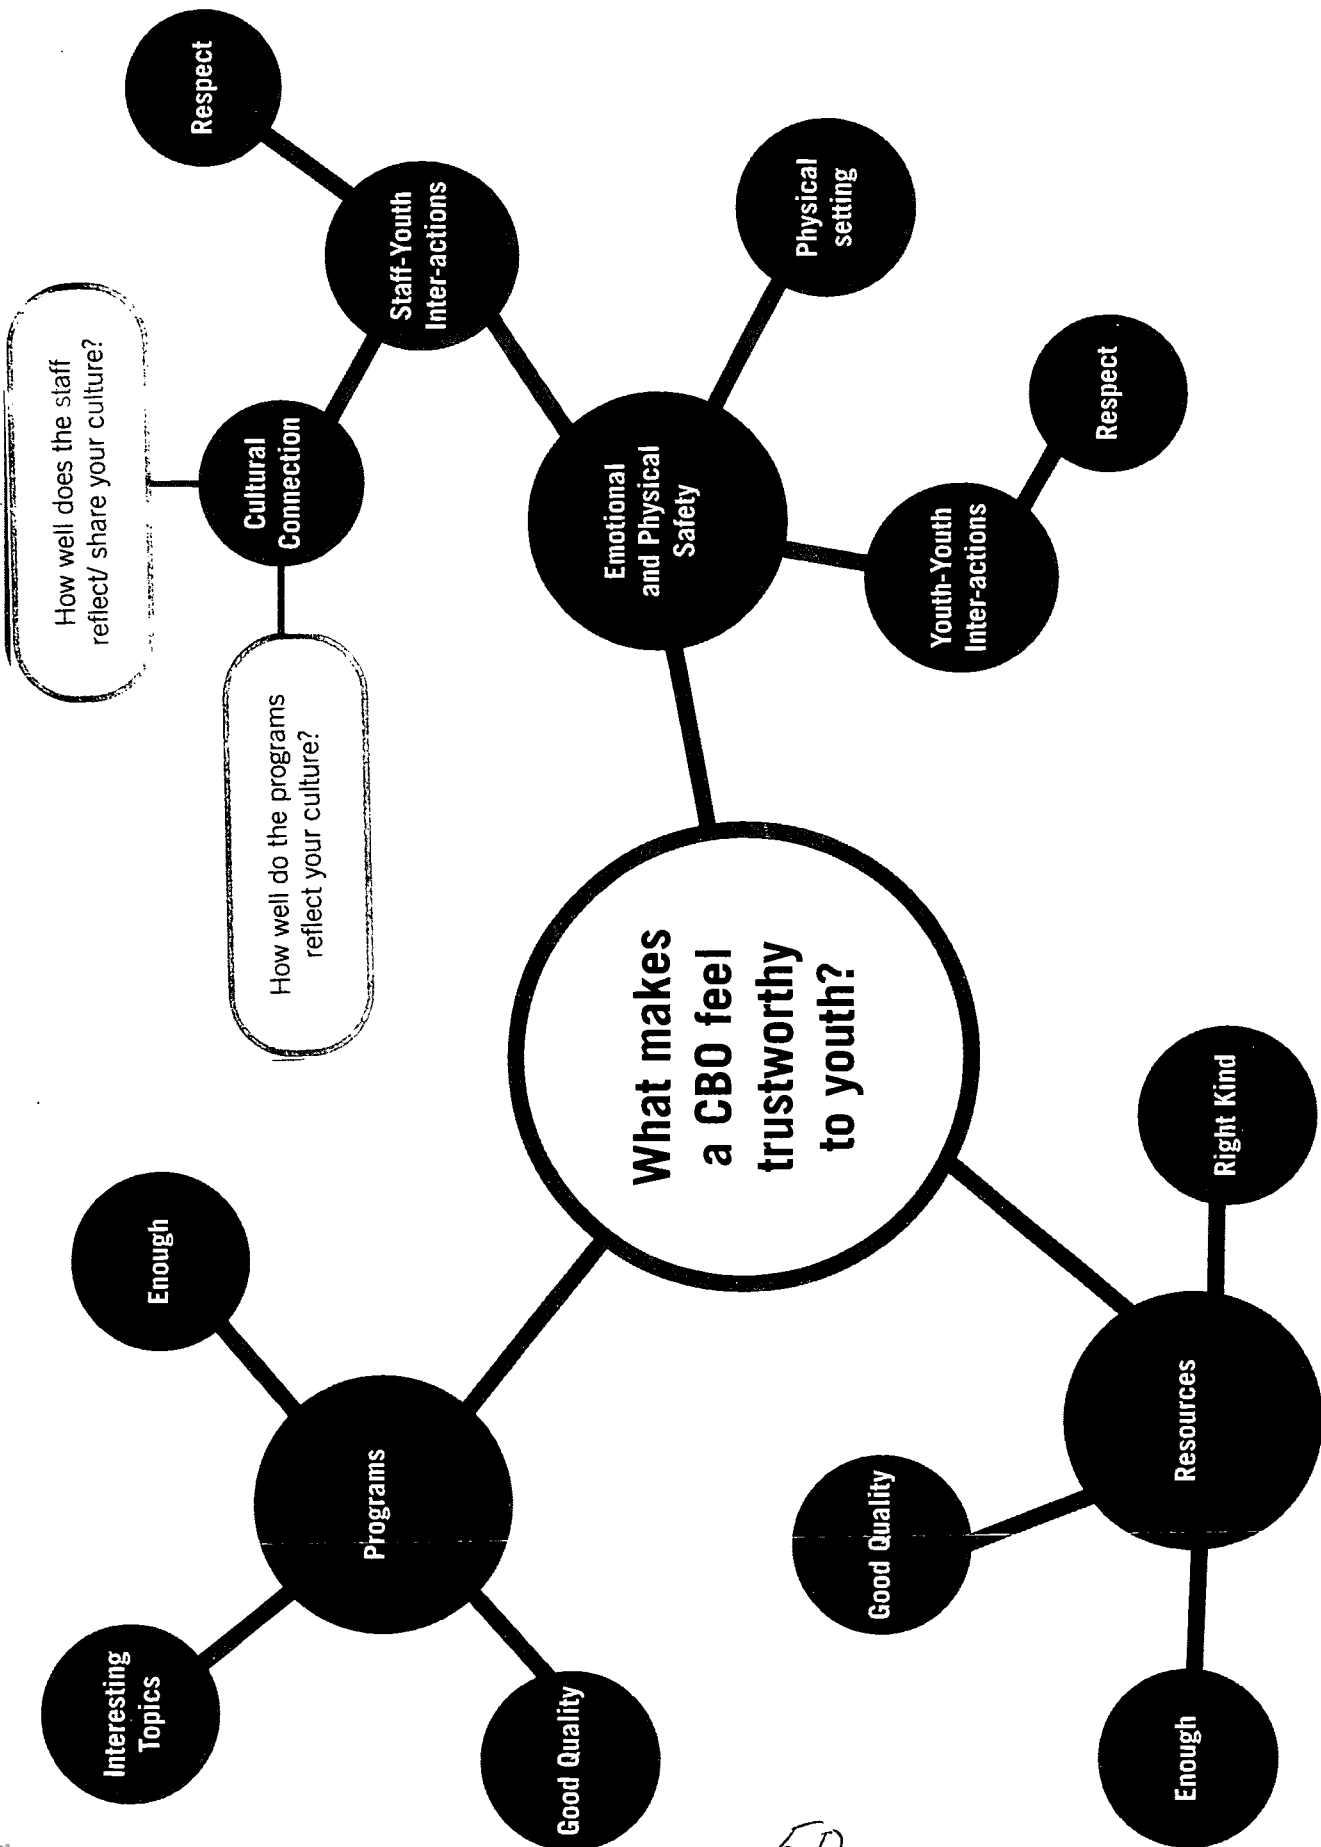 Interesting
Topics
Enough
Programs
Good Quality
How well does the staff
reflect/ share your culture?
How well do the programs
reflect your culture?
Cultural
Connection
Respect
Staff-Youth
Inter-actions
What makes
a CBO feel
trustworthy
to youth?
Emotional
and Physical
Safety
Physical
setting
Youth-Youth
Inter-actions
Respect
Good Quality
Resources
Enough
Right Kind